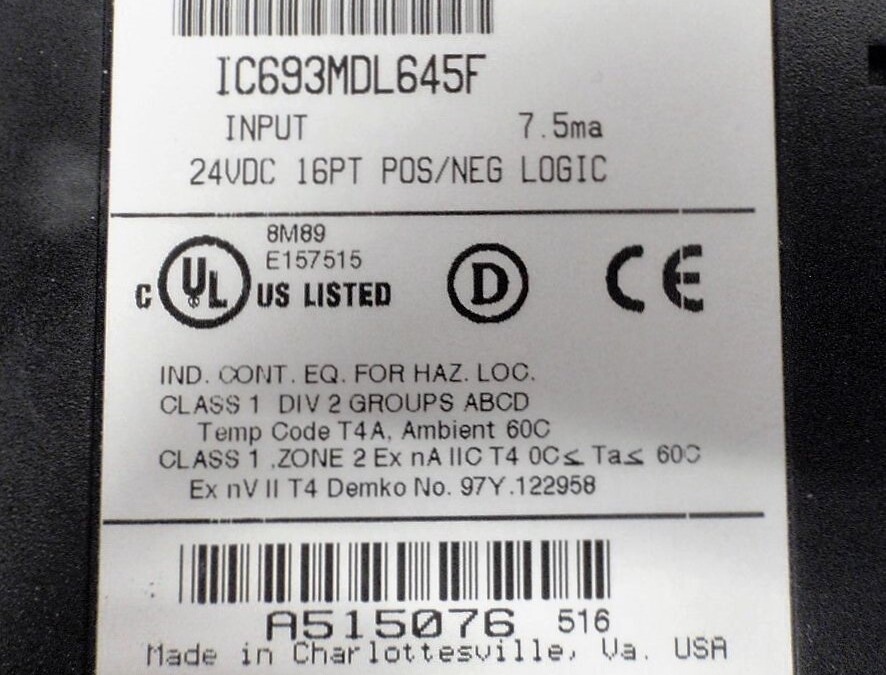 IC693MDL645F
INPUT 7.5ma
24VDC 16PT POS/NEG LOGIC
8M89
E157515
C UL US LISTED
D
CE
IND. CONT. EQ. FOR HAZ. LOC.
CLASS 1 DIV 2 GROUPS ABCD
Temp Code T4A, Ambient 60C
CLASS 1 ,ZONE 2 Ex nA IIC T4 0C≤ Ta≤ 60C
Ex nV II T4 Demko No. 97Y.122958
A515076 516
Made in Charlottesville, Va. USA